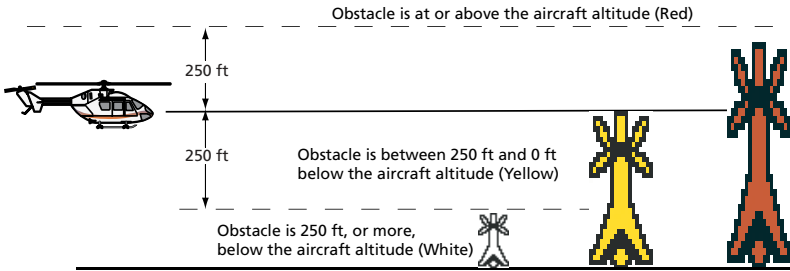 Obstacle is at or above the aircraft altitude (Red)
250 ft
250 ft
Obstacle is between 250 ft and 0 ft
below the aircraft altitude (Yellow)
Obstacle is 250 ft, or more,
below the aircraft altitude (White)